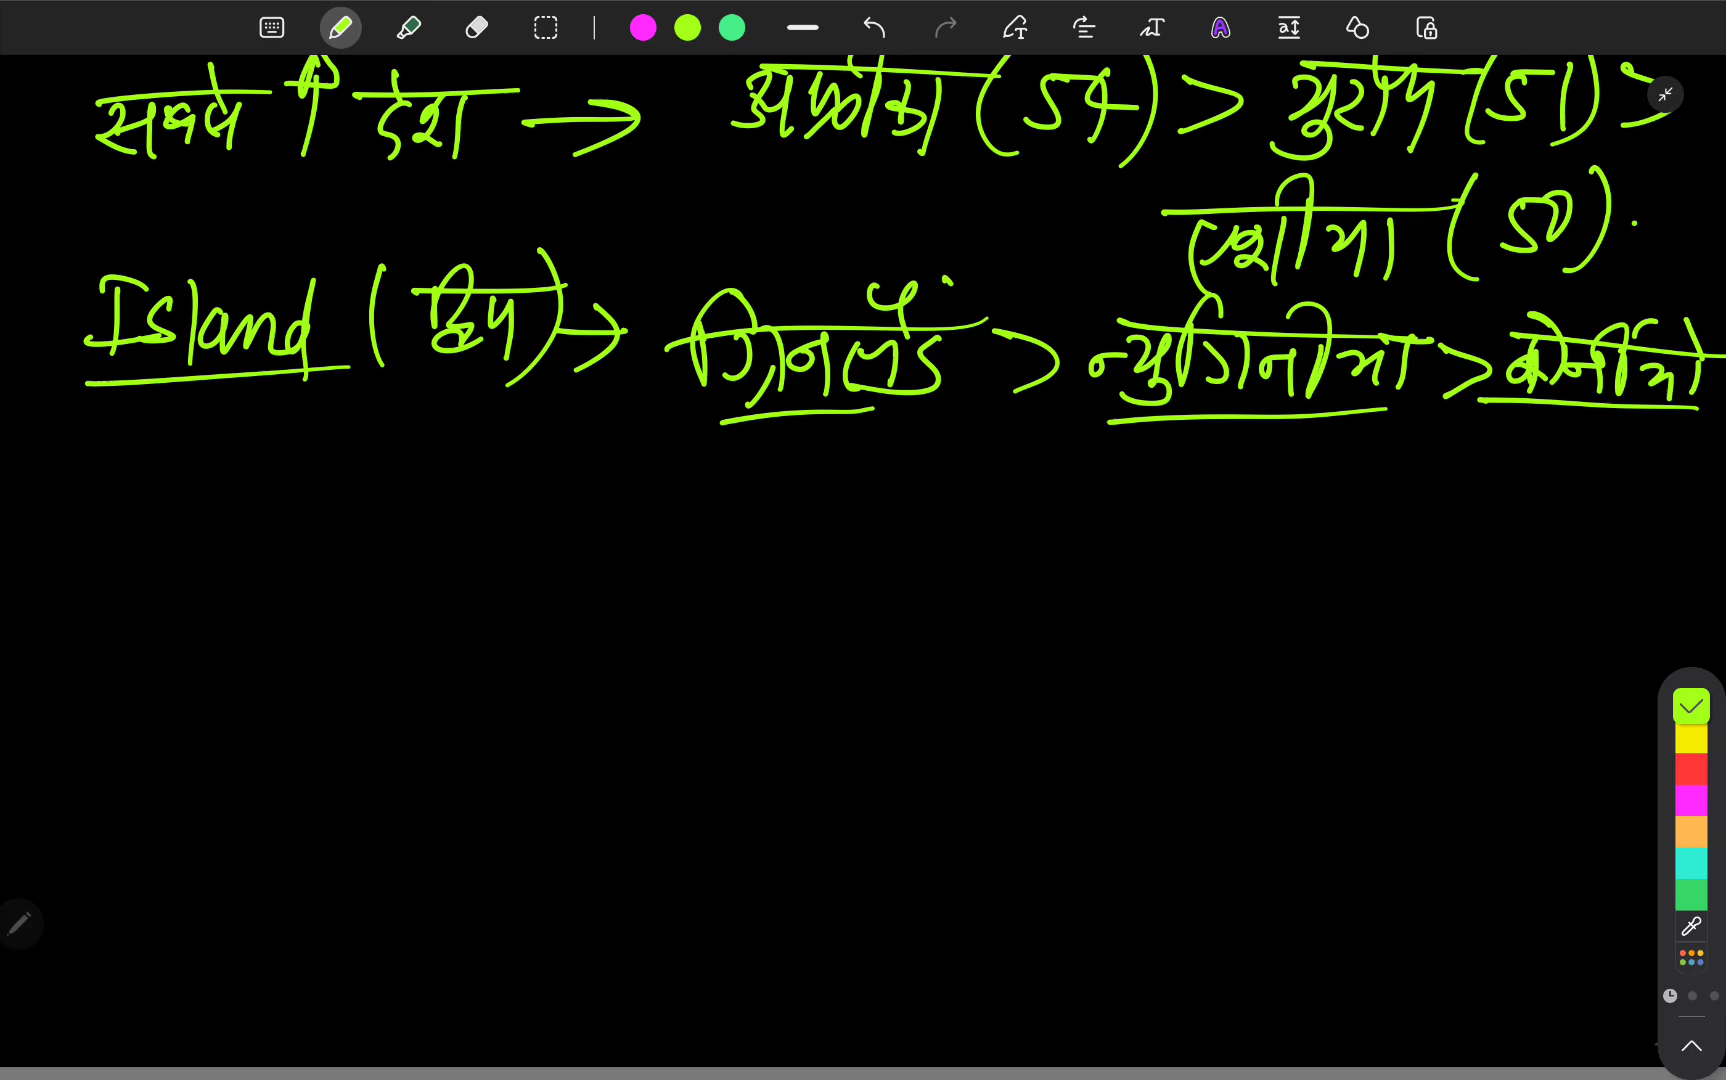 सबसे ↑ देश → अफ्रीका (54) > युरोप (51) >
एशीया (50).
Island (द्विप) → ग्रिनलैंड > न्युगिनीया > बोर्नीयो